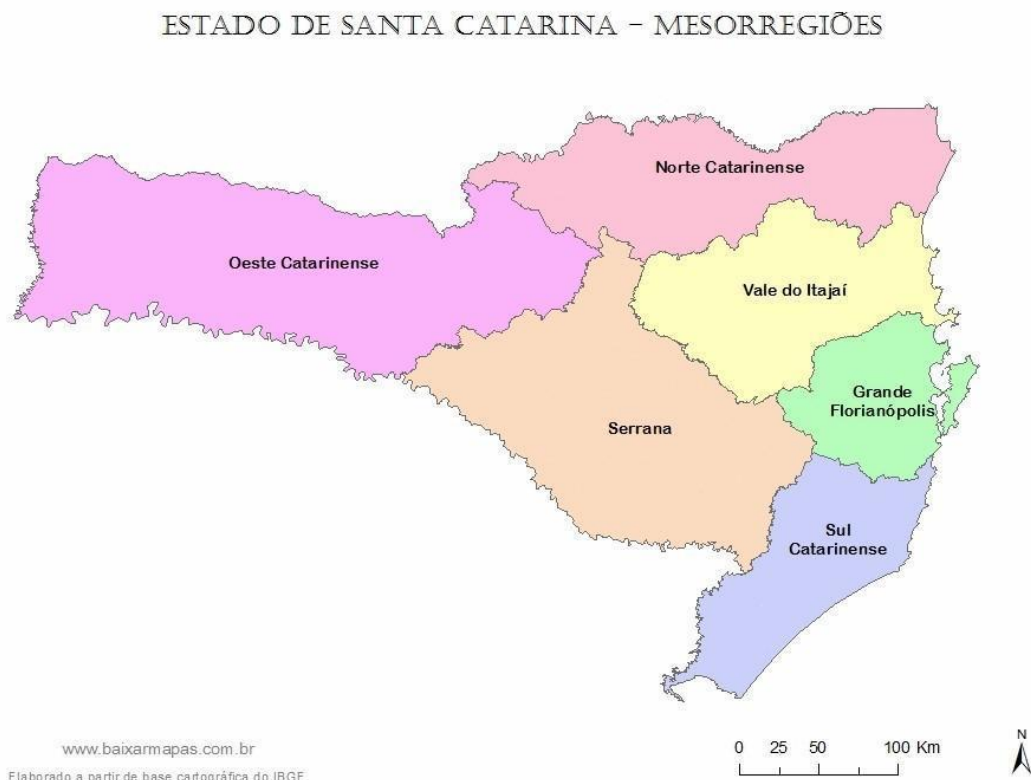 ESTADO DE SANTA CATARINA – MESORREGIÕES
Norte Catarinense
Oeste Catarinense
Vale do Itajaí
Grande
Florianópolis
Serrana
Sul
Catarinense
www.baixarmapas.com.br
0 25 50 100 Km
N
Elaborado a partir de base cartográfica do IBGE